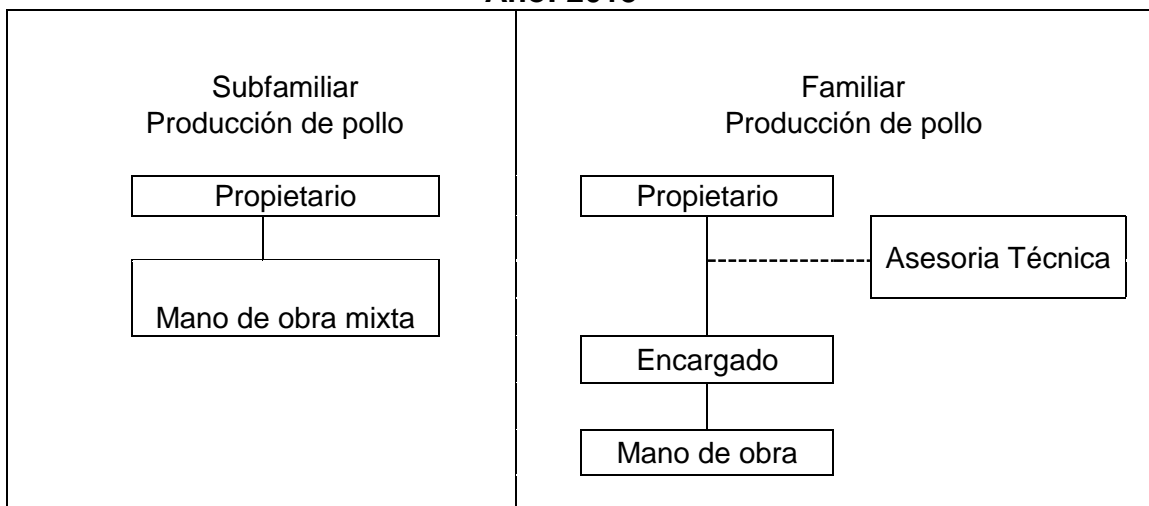 Año:
Subfamiliar
Producción de pollo
Propietario
Mano de obra mixta
Familiar
Producción de pollo
Propietario
Asesoria Técnica
Encargado
Mano de obra